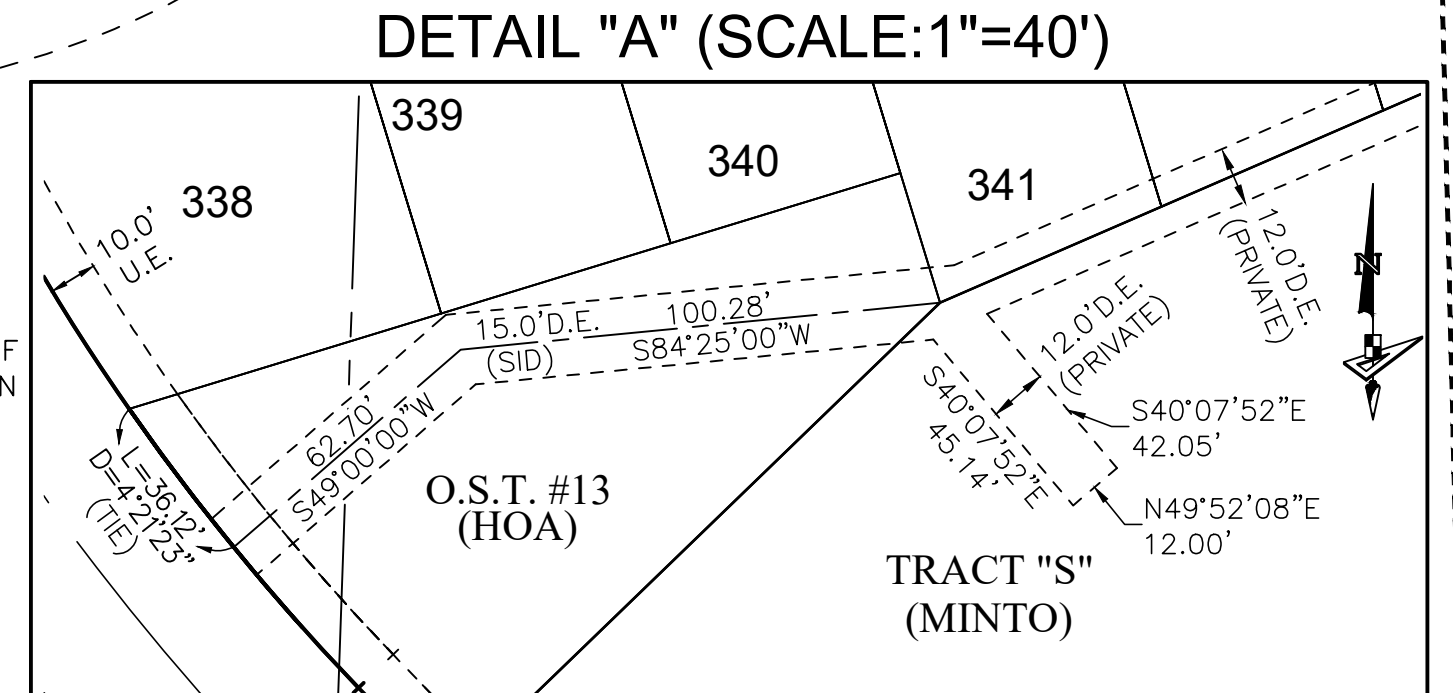 DETAIL "A" (SCALE:1"=40')
339
340
341
338
10.0'
U.E.
12.0'D.E.
(PRIVATE)
N
15.0'D.E.
(SID)
100.28'
S84°25'00"W
12.0'D.E.
(PRIVATE)
F
N
S40°07'52"E
45.14'
S40°07'52"E
42.05'
62.70'
S49°00'00"W
L=36.12'
D=4°21'23"
(TIE)
O.S.T. #13
(HOA)
N49°52'08"E
12.00'
TRACT "S"
(MINTO)